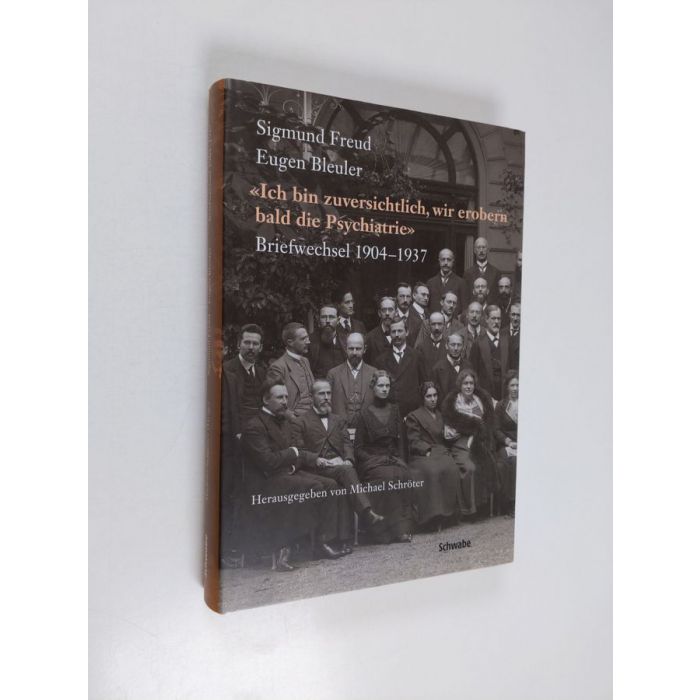 Sigmund Freud
Eugen Bleuler
«Ich bin zuversichtlich, wir erobern
bald die Psychiatrie»
Briefwechsel 1904–1937
Herausgegeben von Michael Schröter
Schwabe